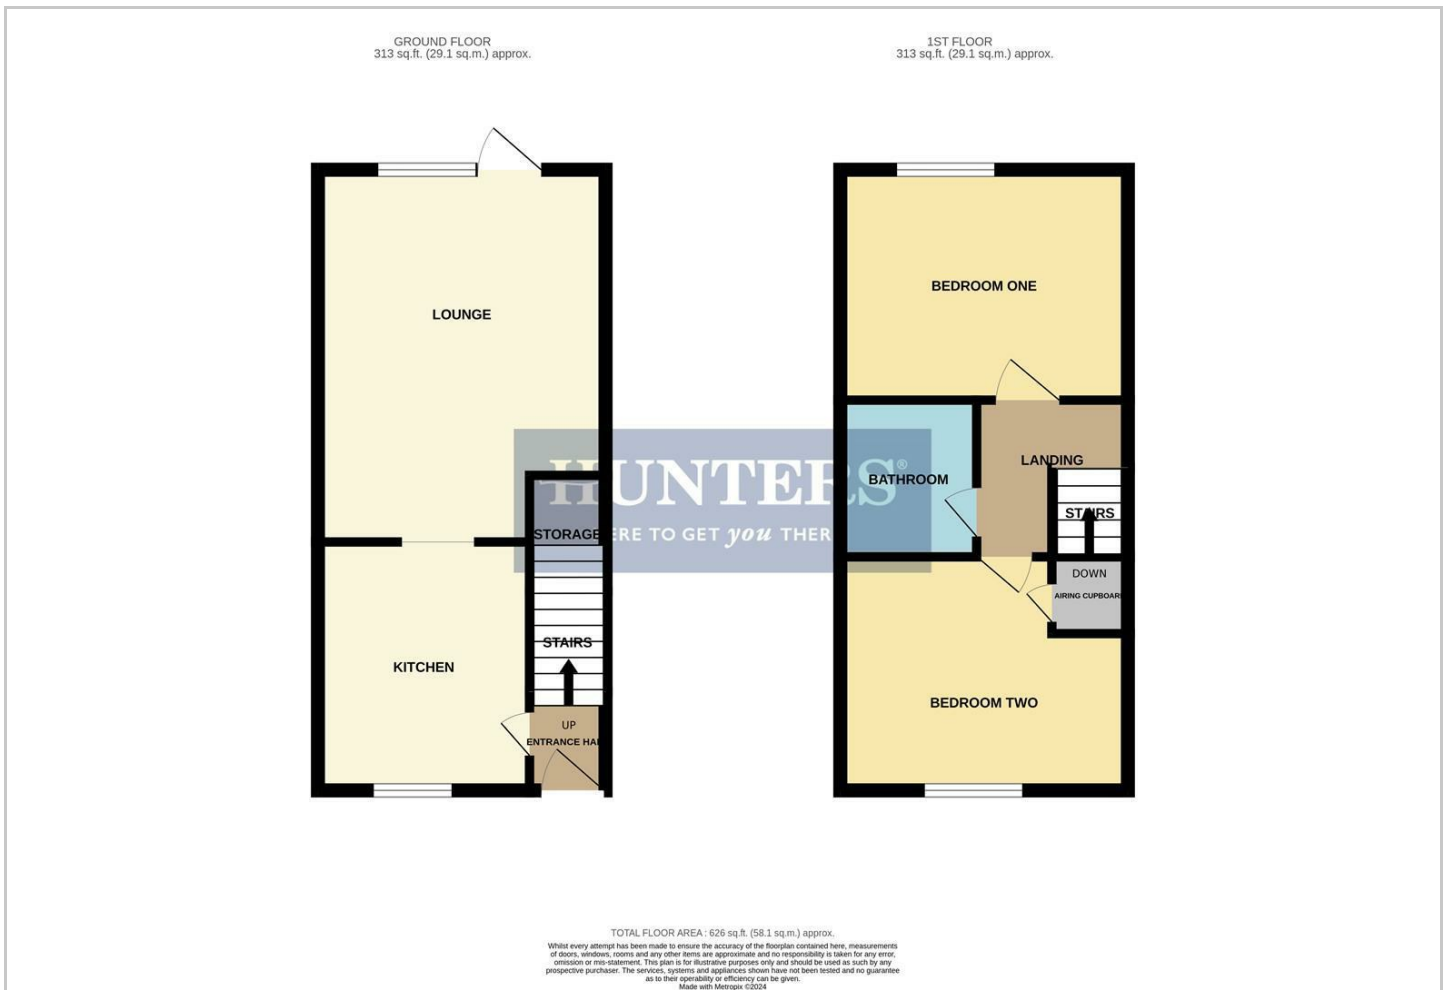 GROUND FLOOR
313 sq.ft. (29.1 sq.m.) approx.
1ST FLOOR
313 sq.ft. (29.1 sq.m.) approx.
LOUNGE
STORAGE
KITCHEN
STAIRS
UP
ENTRANCE HAL
BEDROOM ONE
LANDING
BATHROOM
STAIRS
DOWN
AIRING CUPBOAR
BEDROOM TWO
HUNTERS®
ERE TO GET you THER
TOTAL FLOOR AREA : 626 sq.ft. (58.1 sq.m.) approx.
Whilst every attempt has been made to ensure the accuracy of the floorplan contained here, measurements
of doors, windows, rooms and any other items are approximate and no responsibility is taken for any error,
omission or mis-statement. This plan is for illustrative purposes only and should be used as such by any
prospective purchaser. The services, systems and appliances shown have not been tested and no guarantee
as to their operability or efficiency can be given.
Made with Metropix ©2024